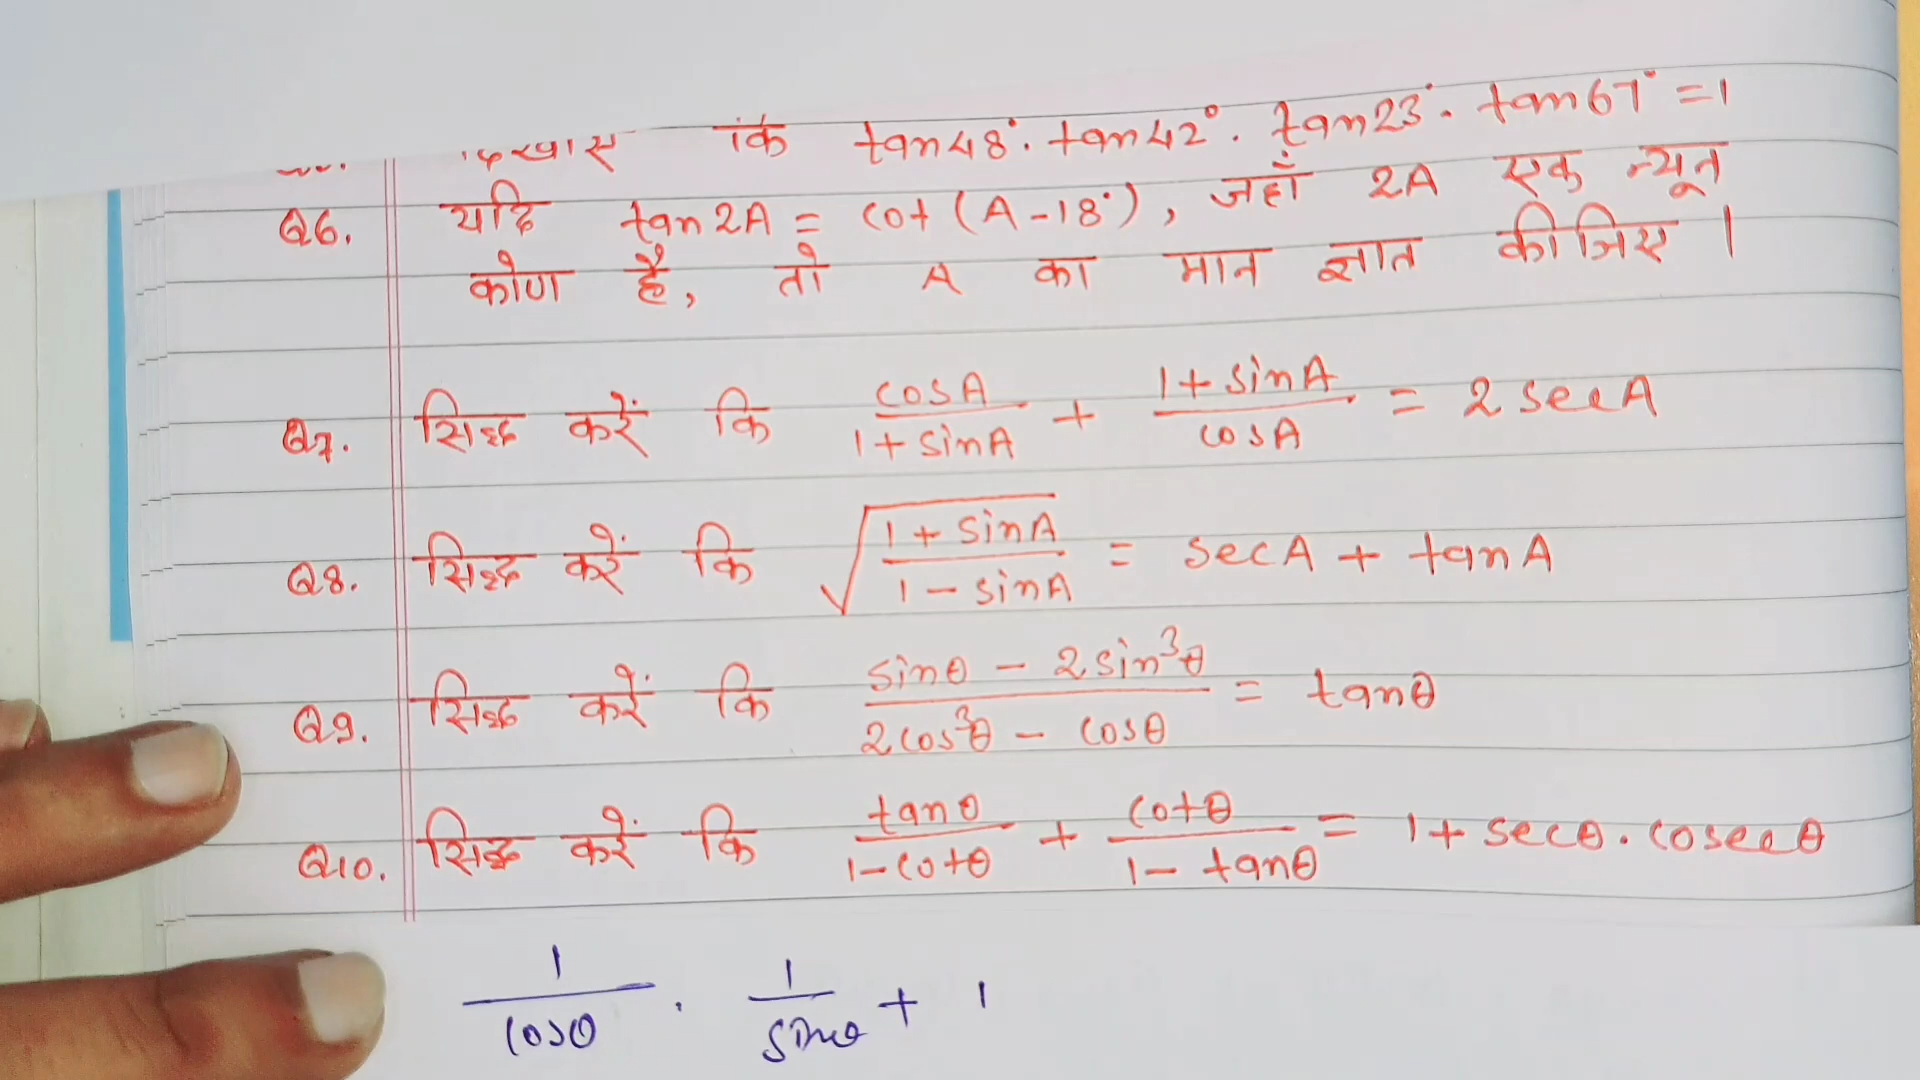 कि tan48°. tan42°. tan23°. tan67° = 1
Q6. यदि tan2A = cot (A-18°), जहाँ 2A एक न्यून
कोण है, तो A का मान ज्ञात कीजिए।
Q7. सिद्ध करें कि cosA/1+sinA + 1+sinA/cosA = 2secA
Q8. सिद्ध करें कि √1+sinA/1-sinA = secA + tanA
Q9. सिद्ध करें कि sinθ - 2sin³θ/2cos³θ - cosθ = tanθ
Q10. सिद्ध करें कि tanθ/1-cotθ + cotθ/1-tanθ = 1+secθ.cosecθ
1/cosθ . 1/sinθ + 1